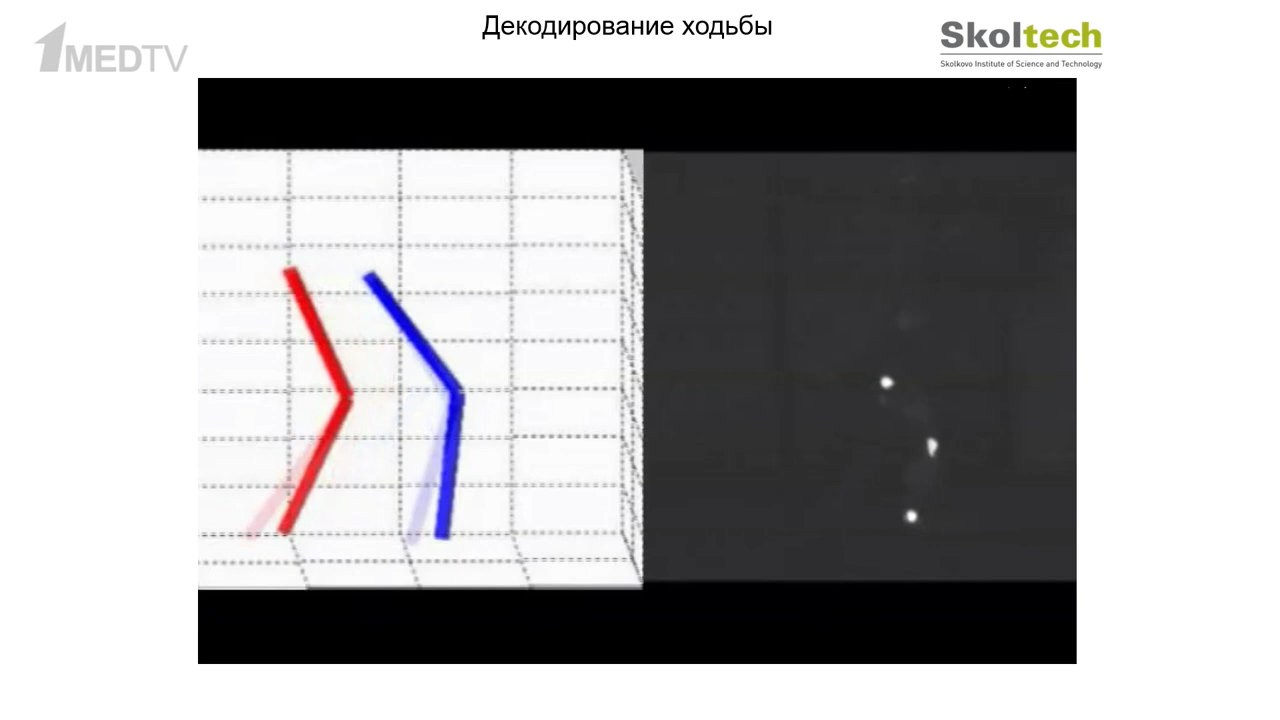 Декодирование ходьбы
1MEDTV
Skoltech
Skolkovo Institute of Science and Technology